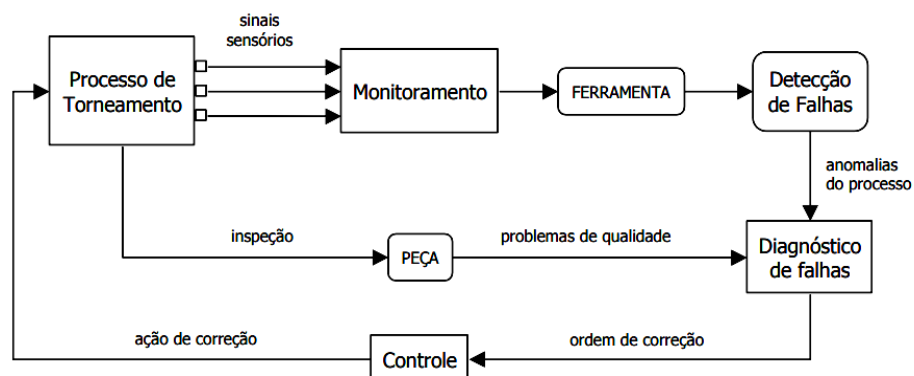 sinais
sensórios
Processo de
Torneamento
Monitoramento
FERRAMENTA
Detecção
de Falhas
anomalias
do processo
inspeção
PEÇA
problemas de qualidade
Diagnóstico
de falhas
ação de correção
Controle
ordem de correção